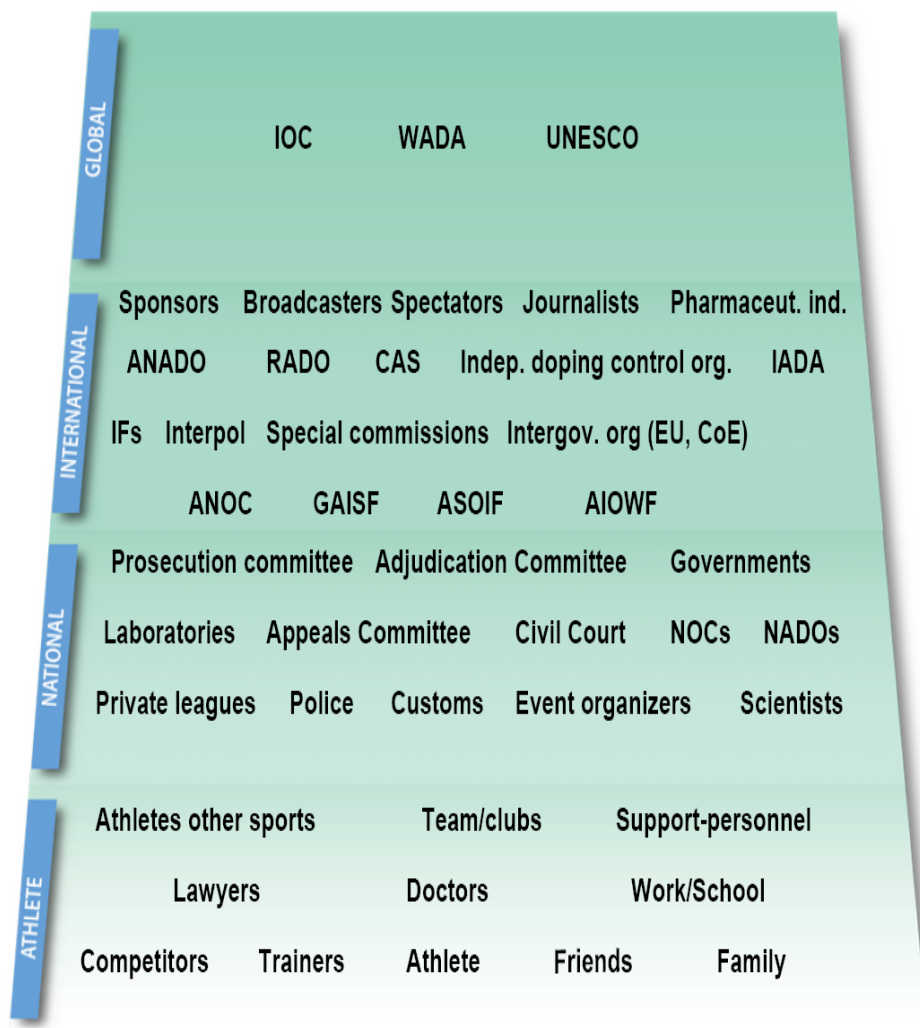 GLOBAL
IOC WADA UNESCO
INTERNATIONAL
Sponsors Broadcasters Spectators Journalists Pharmaceut. ind.
ANADO RADO CAS Indep. doping control org. IADA
IFs Interpol Special commissions Intergov. org (EU, CoE)
ANOC GAISF ASOIF AIOWF
NATIONAL
Prosecution committee Adjudication Committee Governments
Laboratories Appeals Committee Civil Court NOCs NADOs
Private leagues Police Customs Event organizers Scientists
ATHLETE
Athletes other sports Team/clubs Support-personnel
Lawyers Doctors Work/School
Competitors Trainers Athlete Friends Family